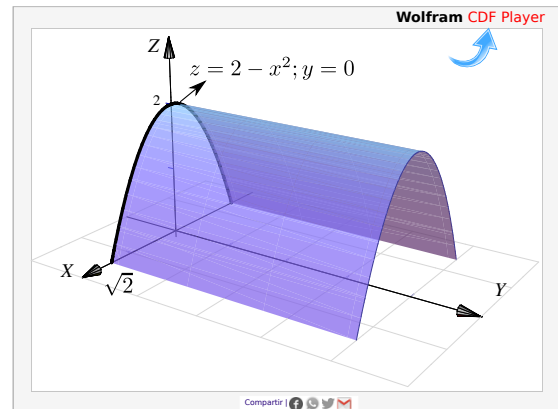 Wolfram CDF Player
Z
z = 2 − x²; y = 0
2
X
√2
Y
Compartir |